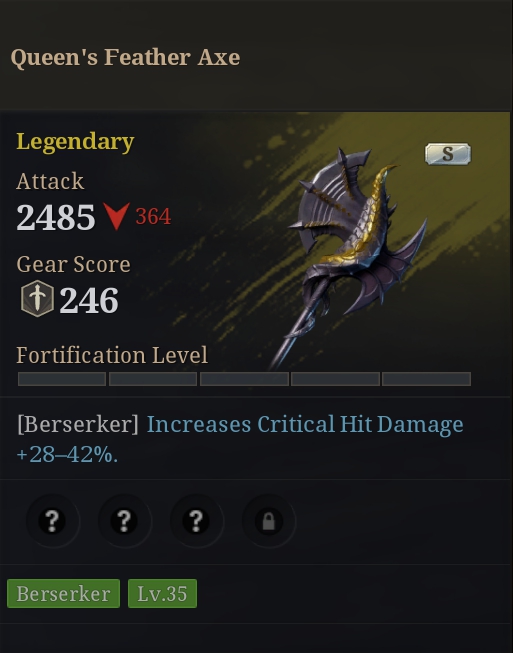 Queen's Feather Axe
Legendary
S
Attack
2485 364
Gear Score
246
Fortification Level
[Berserker] Increases Critical Hit Damage
+28–42%.
? ? ?
Berserker Lv.35